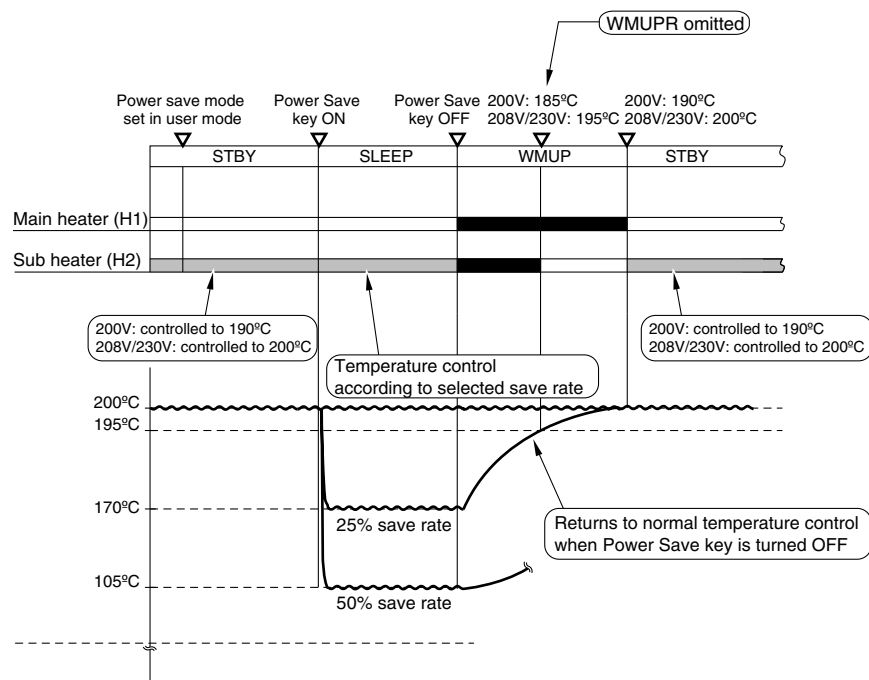 WMUPR omitted
Power save mode
set in user mode
Power Save
key ON
Power Save
key OFF
200V: 185ºC
208V/230V: 195ºC
200V: 190ºC
208V/230V: 200ºC
STBY
SLEEP
WMUP
STBY
Main heater (H1)
Sub heater (H2)
200V: controlled to 190ºC
208V/230V: controlled to 200ºC
Temperature control
according to selected save rate
200V: controlled to 190ºC
208V/230V: controlled to 200ºC
200ºC
195ºC
170ºC
25% save rate
Returns to normal temperature control
when Power Save key is turned OFF
105ºC
50% save rate